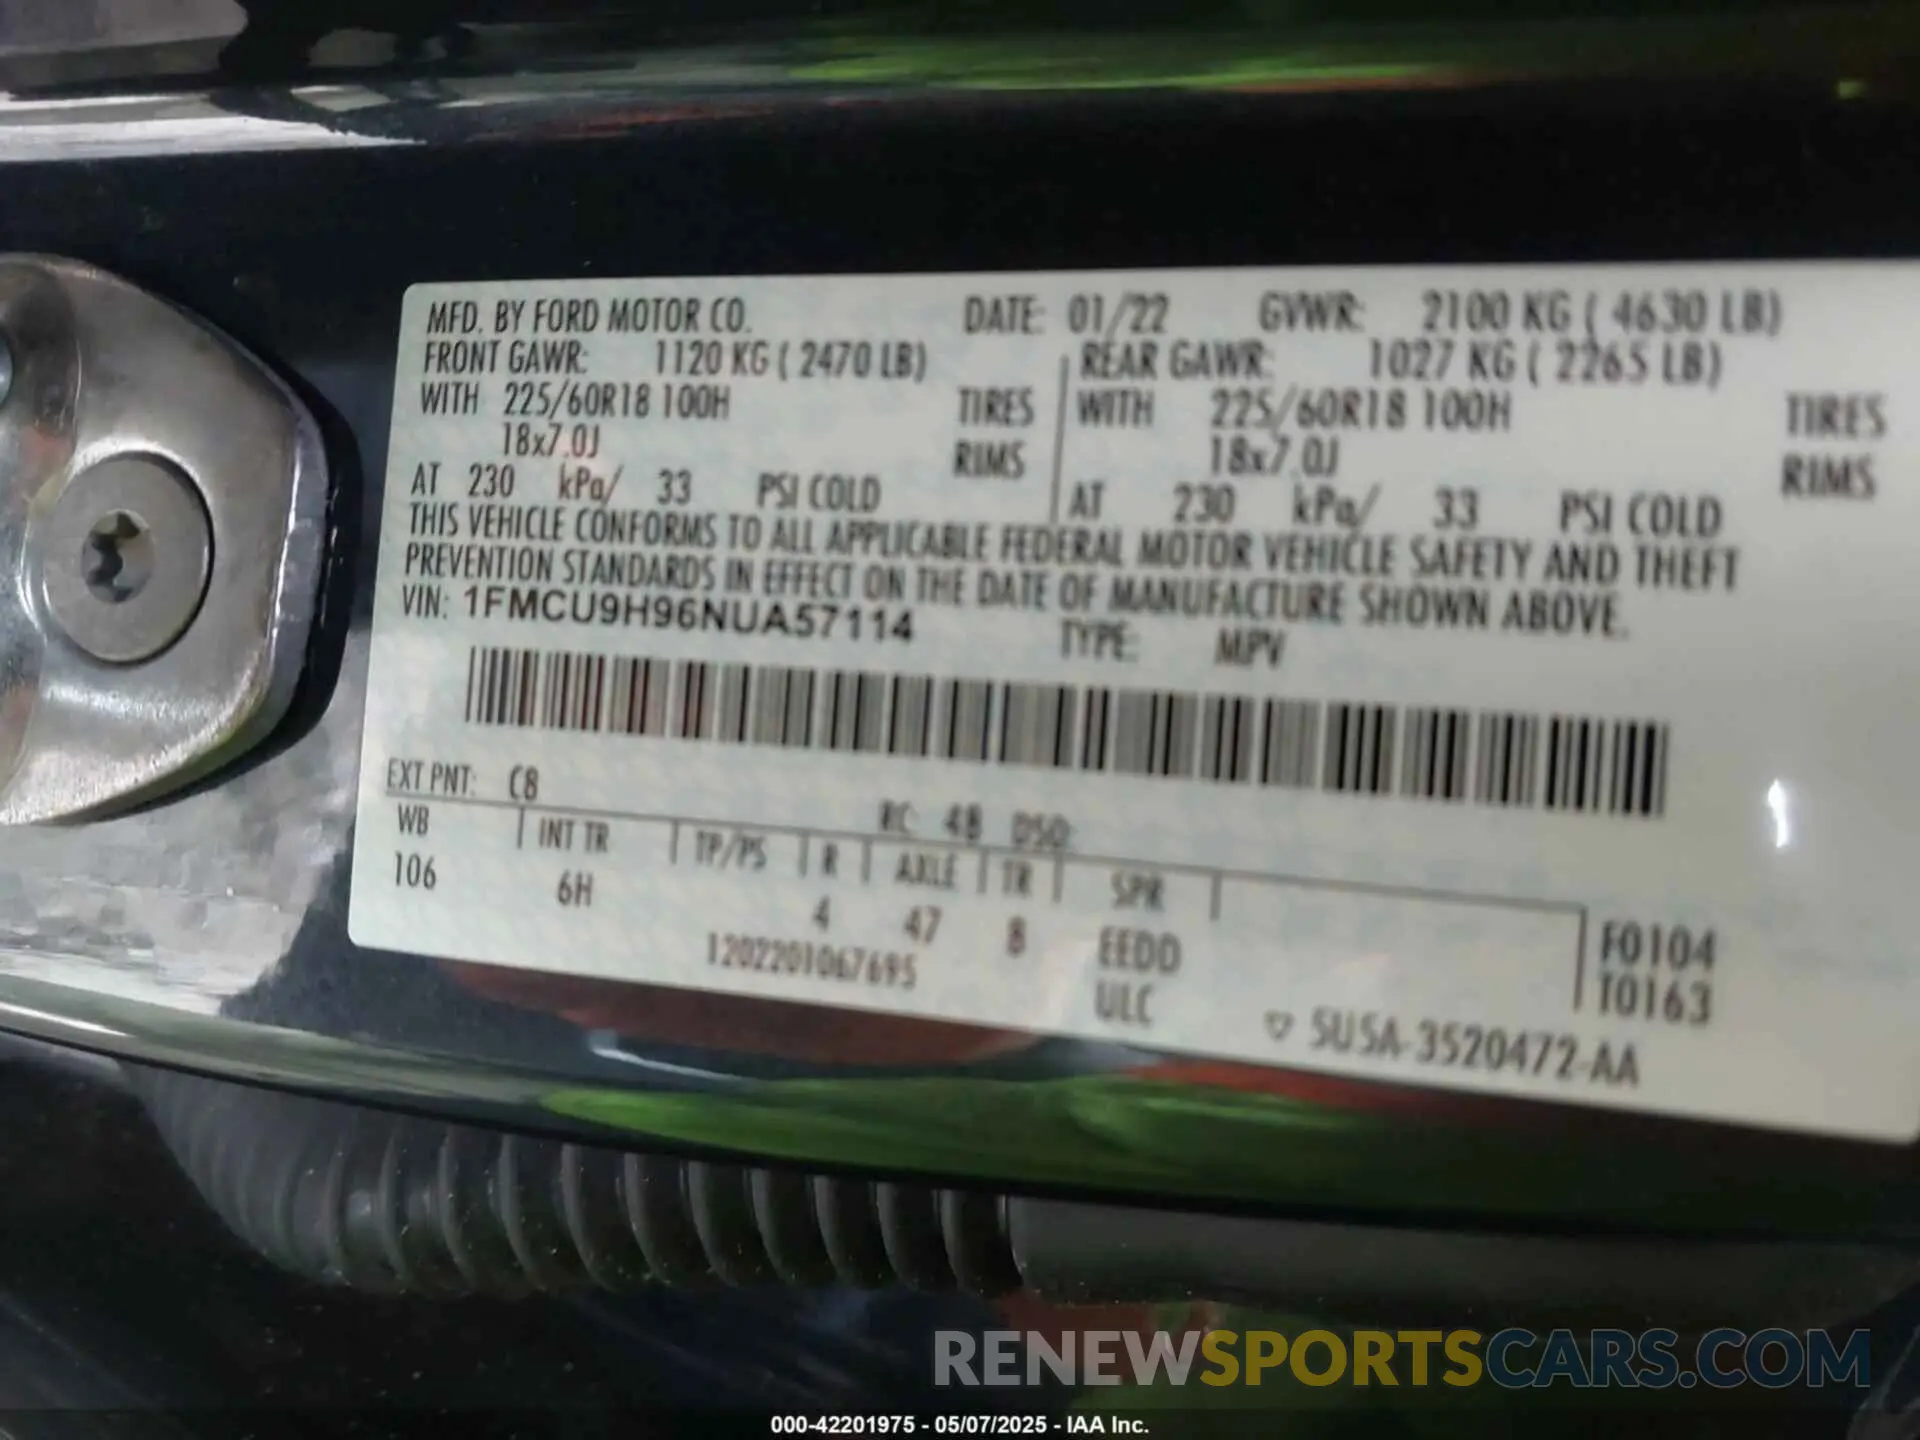 MFD. BY FORD MOTOR CO. DATE: 01/22 GVWR: 2100 KG ( 4630 LB)
FRONT GAWR: 1120 KG ( 2470 LB) REAR GAWR: 1027 KG ( 2265 LB)
WITH 225/60R18 100H TIRES WITH 225/60R18 100H TIRES
18x7.0J RIMS 18x7.0J RIMS
AT 230 kPa/ 33 PSI COLD AT 230 kPa/ 33 PSI COLD
THIS VEHICLE CONFORMS TO ALL APPLICABLE FEDERAL MOTOR VEHICLE SAFETY AND THEFT
PREVENTION STANDARDS IN EFFECT ON THE DATE OF MANUFACTURE SHOWN ABOVE.
VIN: 1FMCU9H96NUA57114 TYPE: MPV
EXT PNT: C8 RC: 48 DSO:
WB INT TR TP/PS R AXLE TR SPR
106 6H 4 47 8 EEDD F0104
1202201067695 ULC T0163
▽ 5U5A-3520472-AA
RENEWSPORTSCARS.COM
000-42201975 - 05/07/2025 - IAA Inc.